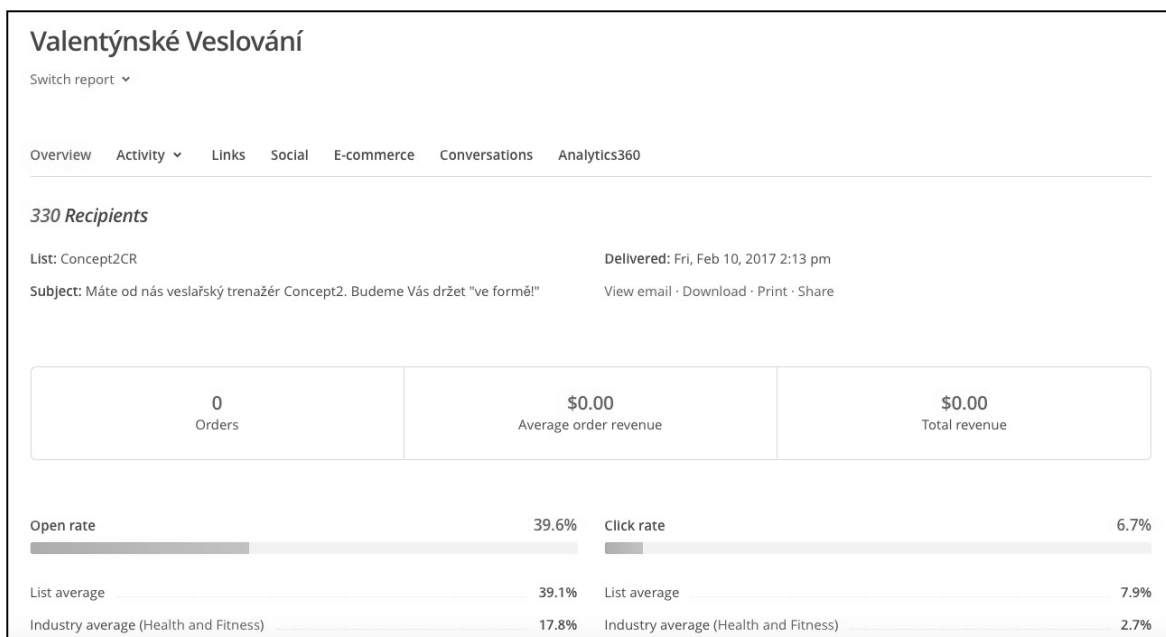 Valentýnské Veslování
Switch report
Overview Activity Links Social E-commerce Conversations Analytics360
330 Recipients
List: Concept2CR Delivered: Fri, Feb 10, 2017 2:13 pm
Subject: Máte od nás veslařský trenažér Concept2. Budeme Vás držet "ve formě!" View email · Download · Print · Share
0 $0.00 $0.00
Orders Average order revenue Total revenue
Open rate 39.6% Click rate 6.7%
List average 39.1% List average 7.9%
Industry average (Health and Fitness) 17.8% Industry average (Health and Fitness) 2.7%